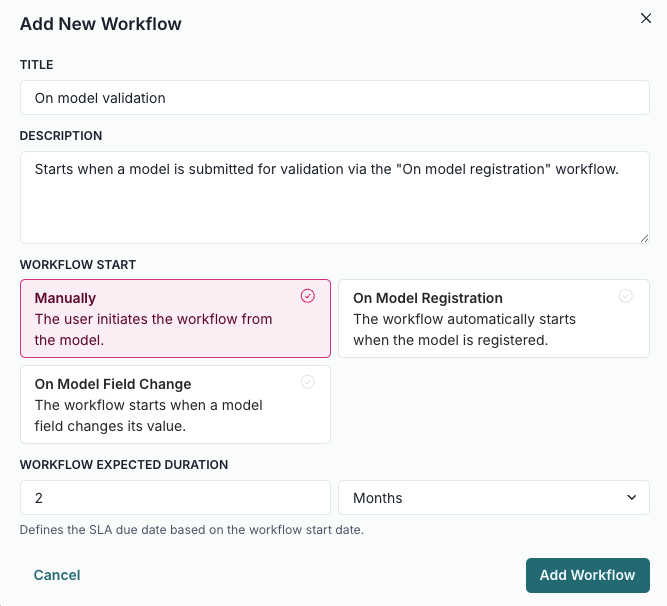 Add New Workflow
TITLE
On model validation
DESCRIPTION
Starts when a model is submitted for validation via the "On model registration" workflow.
WORKFLOW START
Manually
The user initiates the workflow from
the model.
On Model Registration
The workflow automatically starts
when the model is registered.
On Model Field Change
The workflow starts when a model
field changes its value.
WORKFLOW EXPECTED DURATION
2
Months
Defines the SLA due date based on the workflow start date.
Cancel
Add Workflow